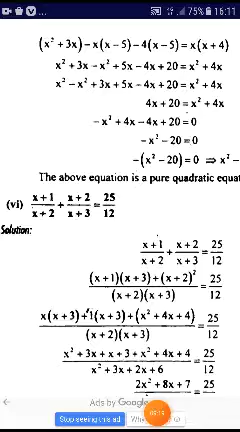 75% 16:11
(x² + 3x) - x(x - 5) - 4(x - 5) = x(x + 4)
x² + 3x - x² + 5x - 4x + 20 = x² + 4x
x² - x² + 3x + 5x - 4x + 20 = x² + 4x
4x + 20 = x² + 4x
-x² + 4x - 4x + 20 = 0
-x² - 20 = 0
-(x² - 20) = 0 ⇒ x² -
The above equation is a pure quadratic equat
(vi) (x + 1)/(x + 2) + (x + 2)/(x + 3) = 25/12
Solution:
(x + 1)/(x + 2) + (x + 2)/(x + 3) = 25/12
((x + 1)(x + 3) + (x + 2)²)/((x + 2)(x + 3)) = 25/12
(x(x + 3) + 1(x + 3) + (x² + 4x + 4))/((x + 2)(x + 3)) = 25/12
(x² + 3x + x + 3 + x² + 4x + 4)/(x² + 3x + 2x + 6) = 25/12
2x² + 8x + 7 = 25
Ads by Google
Stop seeing this ad